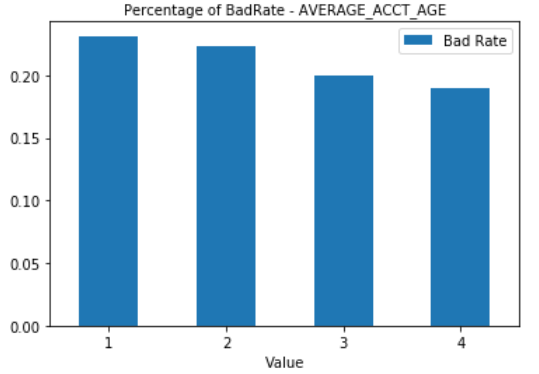 Percentage of BadRate - AVERAGE_ACCT_AGE
Bad Rate
0.20
0.15
0.10
0.05
0.00
1 2 3 4
Value